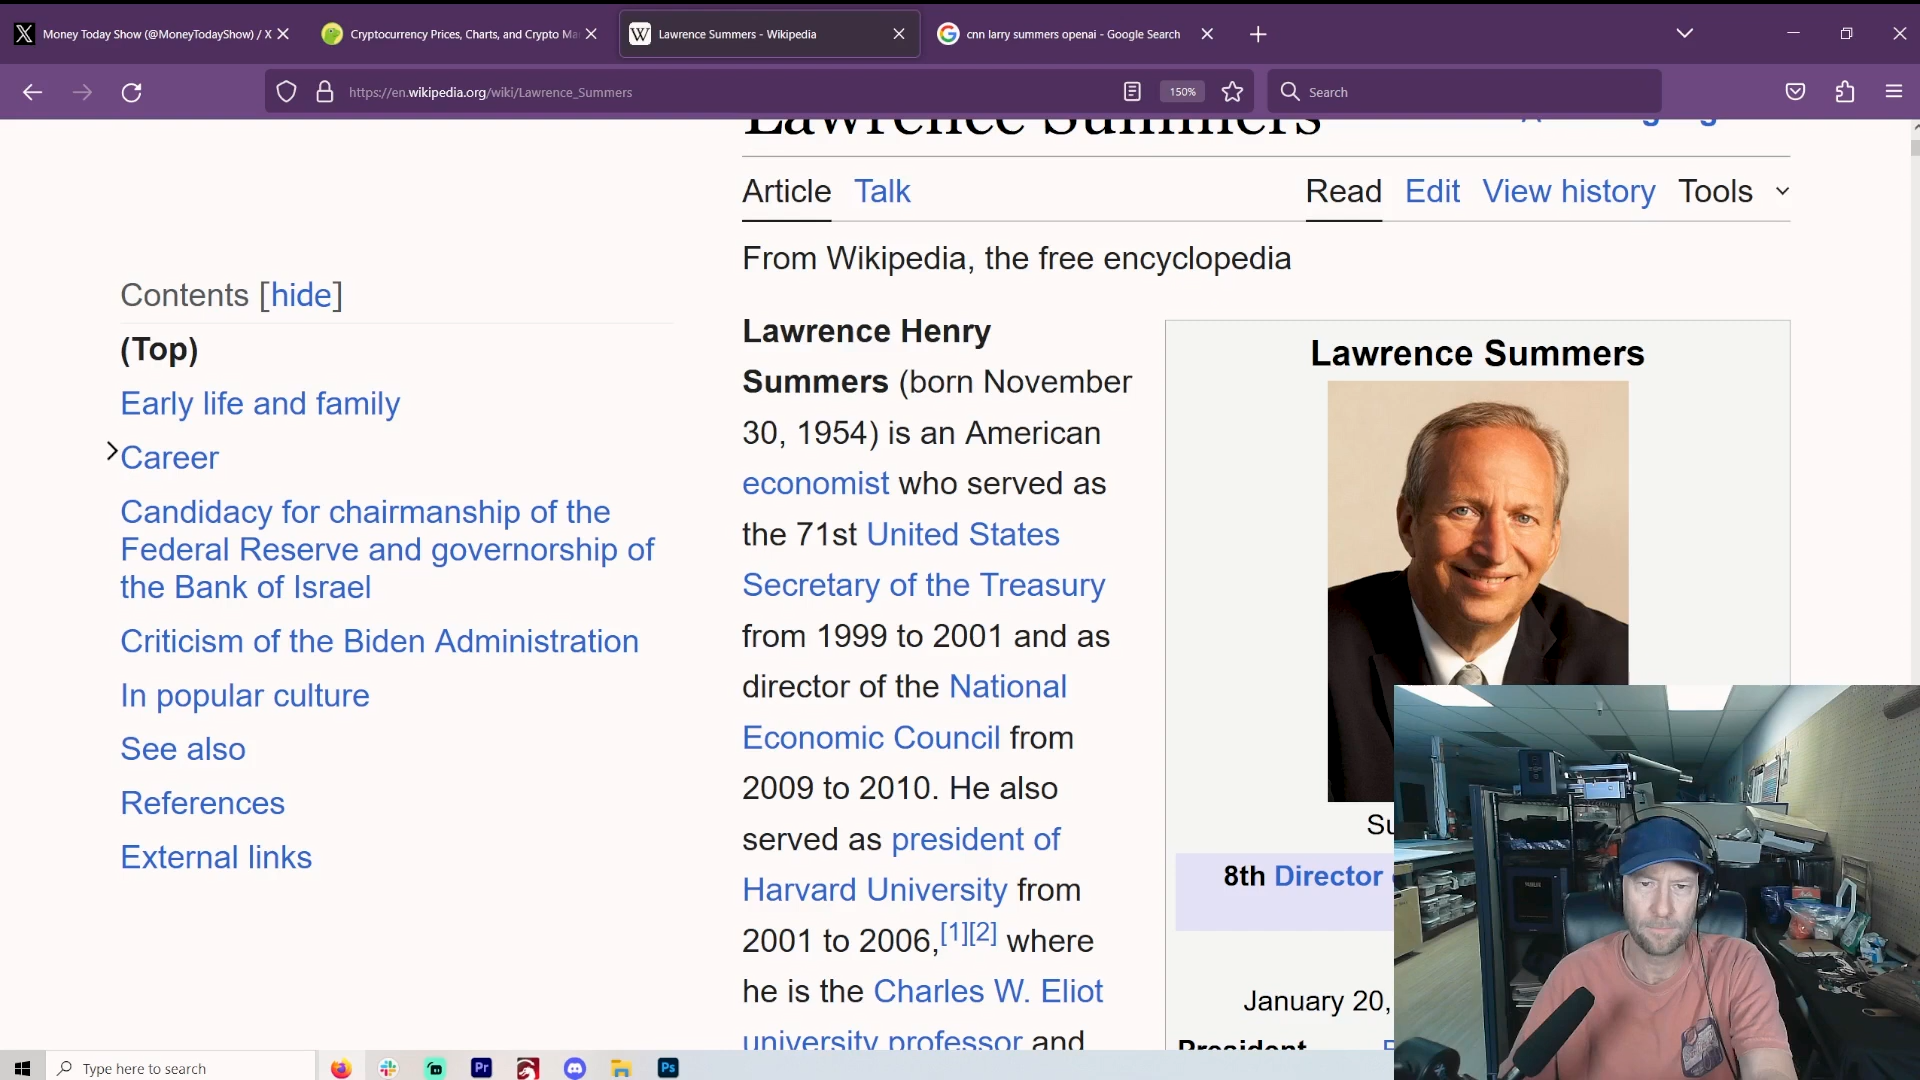 Money Today Show (@MoneyTodayShow) / X
Cryptocurrency Prices, Charts, and Crypto Ma
Lawrence Summers - Wikipedia
cnn larry summers openai - Google Search
https://en.wikipedia.org/wiki/Lawrence_Summers
150%
Search
Lawrence Summers
Article Talk
Read Edit View history Tools
From Wikipedia, the free encyclopedia
Contents [hide]
(Top)
Early life and family
Career
Candidacy for chairmanship of the
Federal Reserve and governorship of
the Bank of Israel
Criticism of the Biden Administration
In popular culture
See also
References
External links
Lawrence Henry
Summers (born November
30, 1954) is an American
economist who served as
the 71st United States
Secretary of the Treasury
from 1999 to 2001 and as
director of the National
Economic Council from
2009 to 2010. He also
served as president of
Harvard University from
2001 to 2006,[1][2] where
he is the Charles W. Eliot
university professor and
Lawrence Summers
Su
8th Director
January 20,
President
Type here to search
Pr
Ps